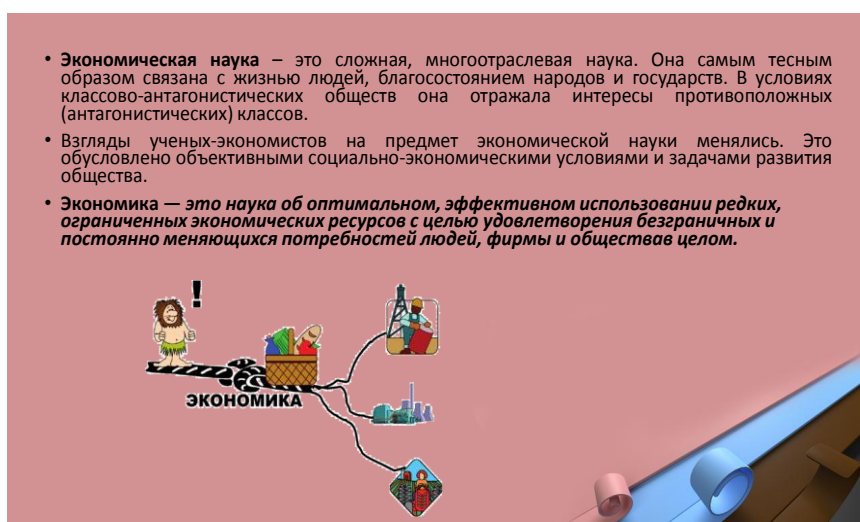 • Экономическая наука – это сложная, многоотраслевая наука. Она самым тесным
образом связана с жизнью людей, благосостоянием народов и государств. В условиях
классово-антагонистических обществ она отражала интересы противоположных
(антагонистических) классов.
• Взгляды ученых-экономистов на предмет экономической науки менялись. Это
обусловлено объективными социально-экономическими условиями и задачами развития
общества.
• Экономика — это наука об оптимальном, эффективном использовании редких,
ограниченных экономических ресурсов с целью удовлетворения безграничных и
постоянно меняющихся потребностей людей, фирмы и обществав целом.
!
ЭКОНОМИКА